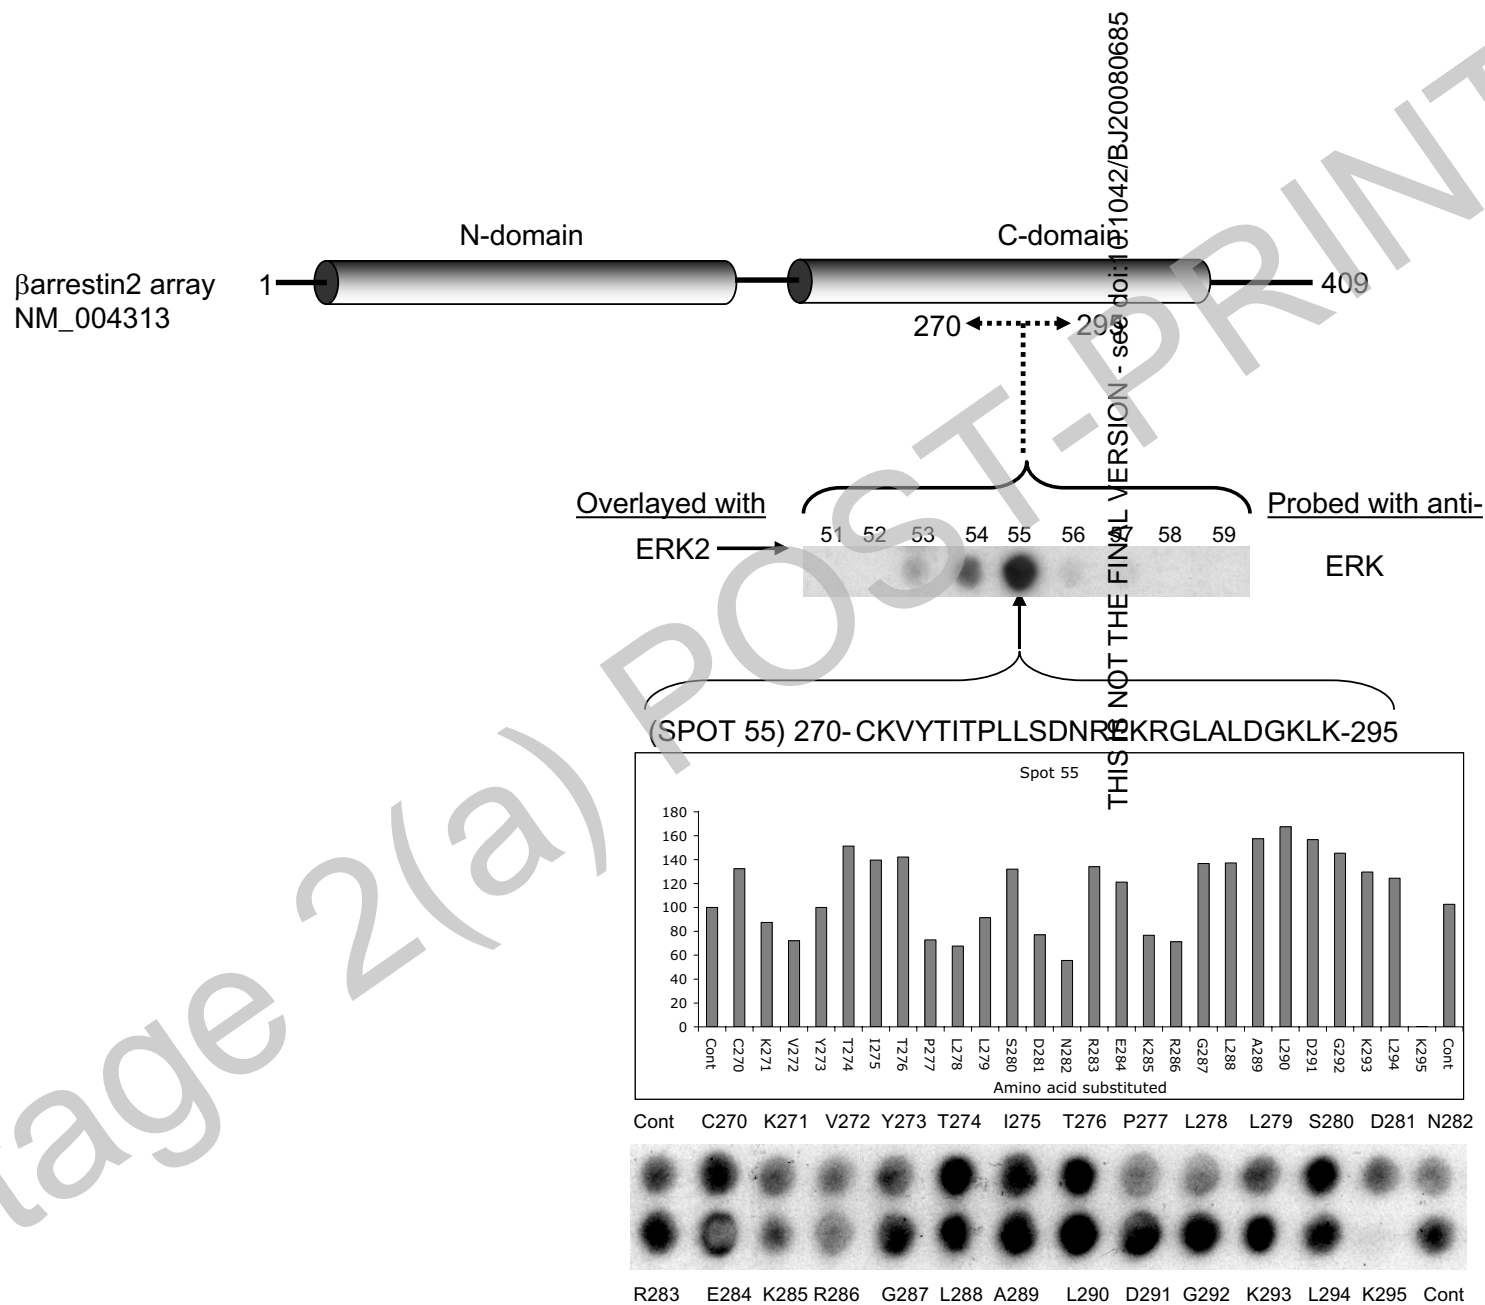 THIS IS NOT THE FINAL VERSION - see doi:10.1042/BJ20080685
Stage 2(a) POST-PRINT
N-domain C-domain
βarrestin2 array 1 409
NM_004313
270 295
Overlayed with Probed with anti-
51 52 53 54 55 56 57 58 59
ERK2 ERK
(SPOT 55) 270- CKVYTITPLLSDNREKRGLALDGKLK-295
Spot 55
180
160
140
120
100
80
60
40
20
0
Cont C270 K271 V272 Y273 T274 I275 T276 P277 L278 L279 S280 D281 N282 R283 E284 K285 R286 G287 L288 A289 L290 D291 G292 K293 L294 K295 Cont
Amino acid substituted
Cont C270 K271 V272 Y273 T274 I275 T276 P277 L278 L279 S280 D281 N282
R283 E284 K285 R286 G287 L288 A289 L290 D291 G292 K293 L294 K295 Cont